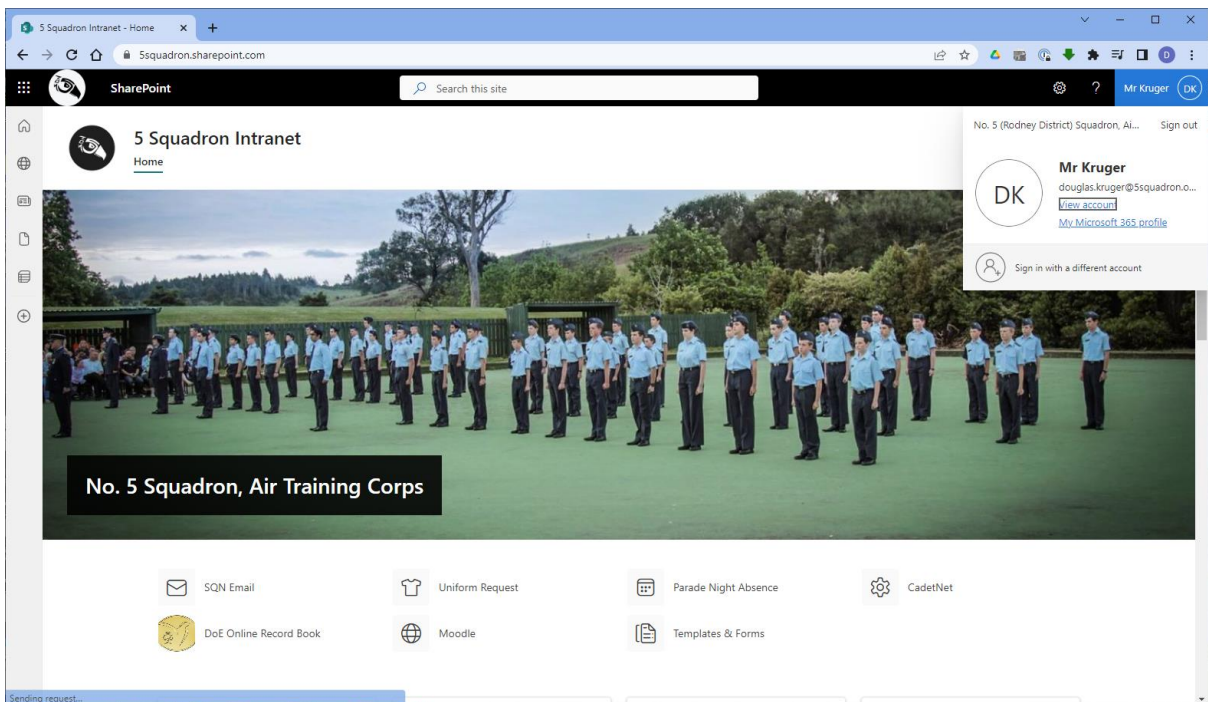 5 Squadron Intranet - Home
5squadron.sharepoint.com
D
SharePoint
Search this site
?
Mr Kruger
DK
5 Squadron Intranet
Home
No. 5 (Rodney District) Squadron, Ai...
Sign out
DK
Mr Kruger
douglas.kruger@5squadron.o...
View account
My Microsoft 365 profile
Sign in with a different account
No. 5 Squadron, Air Training Corps
SQN Email
Uniform Request
Parade Night Absence
CadetNet
DoE Online Record Book
Moodle
Templates & Forms
Sending request...